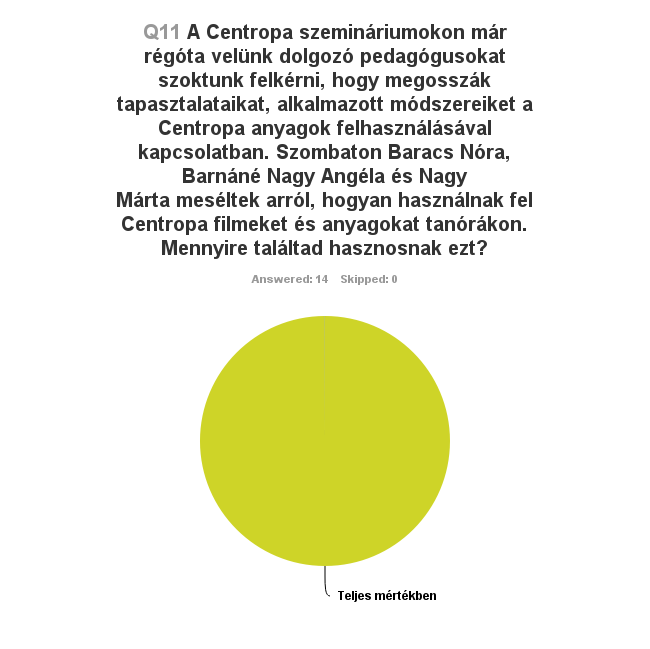 Q11 A Centropa szemináriumokon már
régóta velünk dolgozó pedagógusokat
szoktunk felkérni, hogy megosszák
tapasztalataikat, alkalmazott módszereiket a
Centropa anyagok felhasználásával
kapcsolatban. Szombaton Baracs Nóra,
Barnáné Nagy Angéla és Nagy
Márta meséltek arról, hogyan használnak fel
Centropa filmeket és anyagokat tanórákon.
Mennyire találtad hasznosnak ezt?
Answered: 14 Skipped: 0
Teljes mértékben